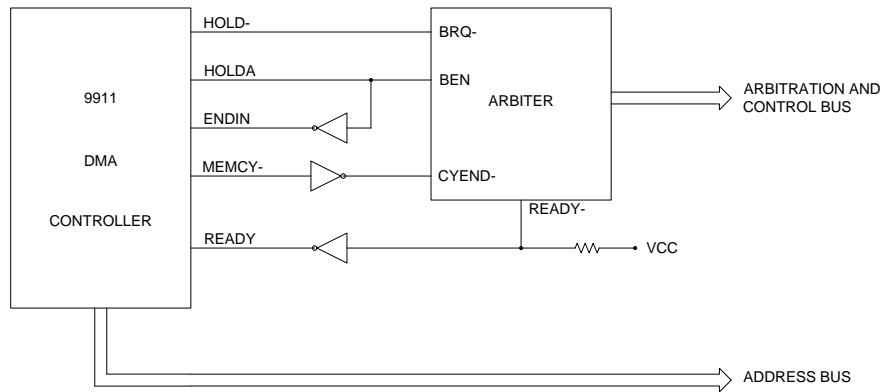 HOLD-
BRQ-
9911
HOLDA
BEN
ARBITER
ARBITRATION AND
CONTROL BUS
ENDIN
DMA
MEMCY-
CYEND-
READY-
CONTROLLER
READY
VCC
ADDRESS BUS